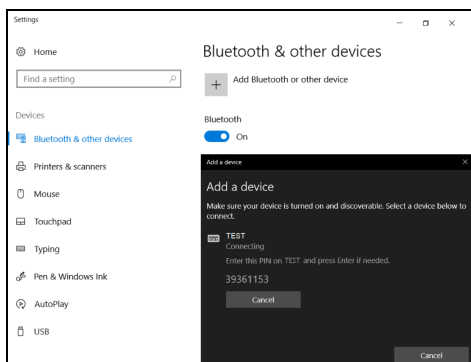 Settings
Home
Find a setting
Devices
Bluetooth & other devices
Printers & scanners
Mouse
Touchpad
Typing
Pen & Windows Ink
AutoPlay
USB
Bluetooth & other devices
Add Bluetooth or other device
Bluetooth
On
Add a device
Add a device
Make sure your device is turned on and discoverable. Select a device below to
connect.
TEST
Connecting
Enter this PIN on TEST and press Enter if needed.
39361153
Cancel
Cancel